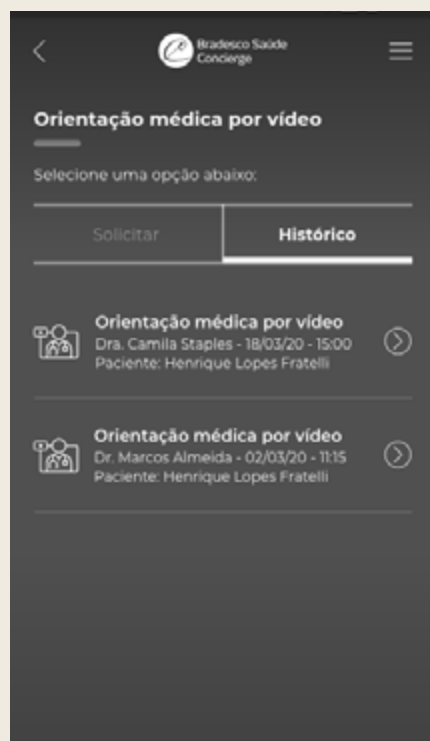 Bradesco Saúde
Concierge
Orientação médica por vídeo
Selecione uma opção abaixo:
Solicitar
Histórico
Orientação médica por vídeo
Dra. Camila Staples - 18/03/20 - 15:00
Paciente: Henrique Lopes Fratelli
Orientação médica por vídeo
Dr. Marcos Almeida - 02/03/20 - 11:15
Paciente: Henrique Lopes Fratelli